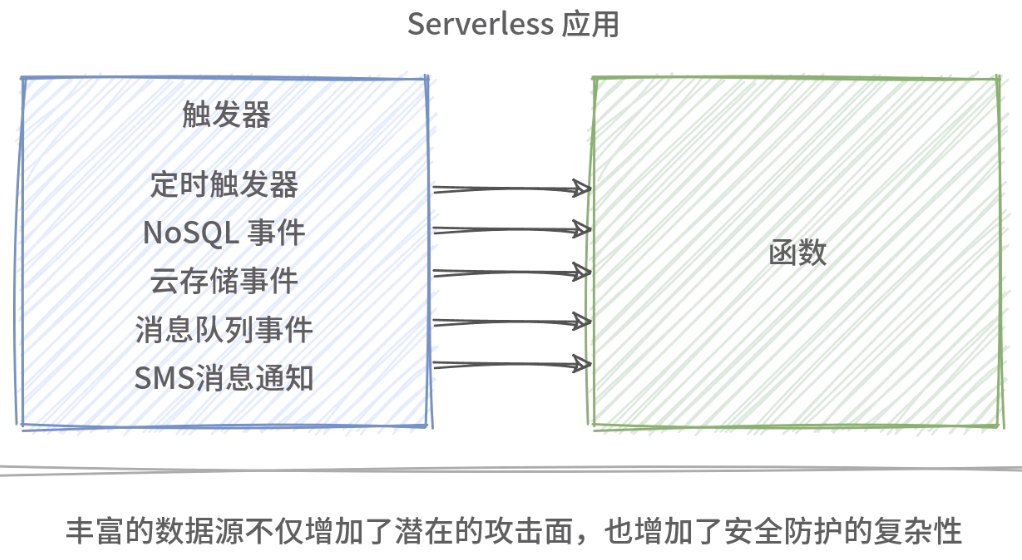 Serverless 应用
触发器
定时触发器
NoSQL 事件
云存储事件
消息队列事件
SMS消息通知
函数
丰富的数据源不仅增加了潜在的攻击面，也增加了安全防护的复杂性